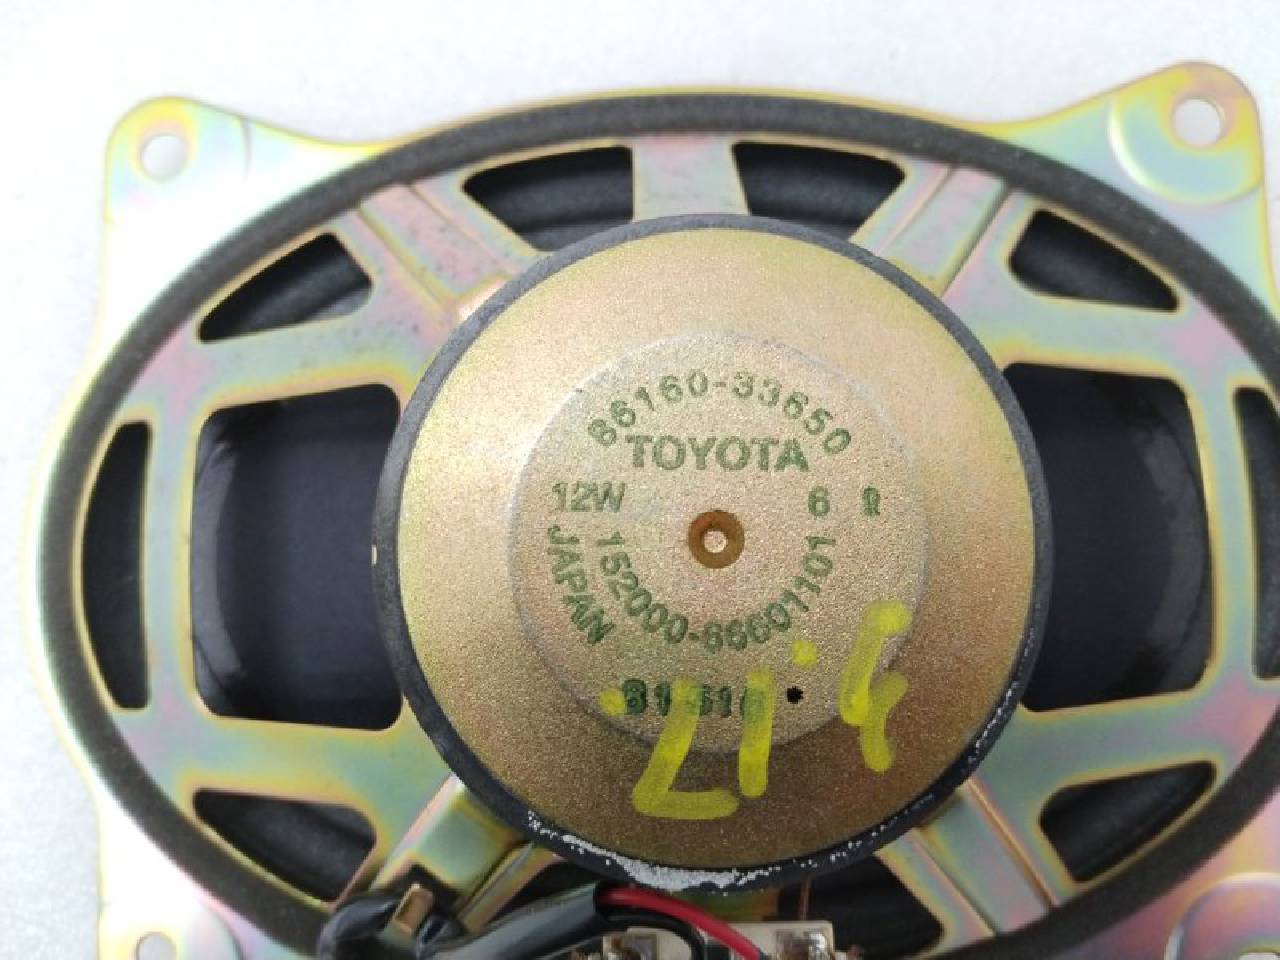 86160-33650
TOYOTA
12W 6 Ω
152000-66601101
JAPAN